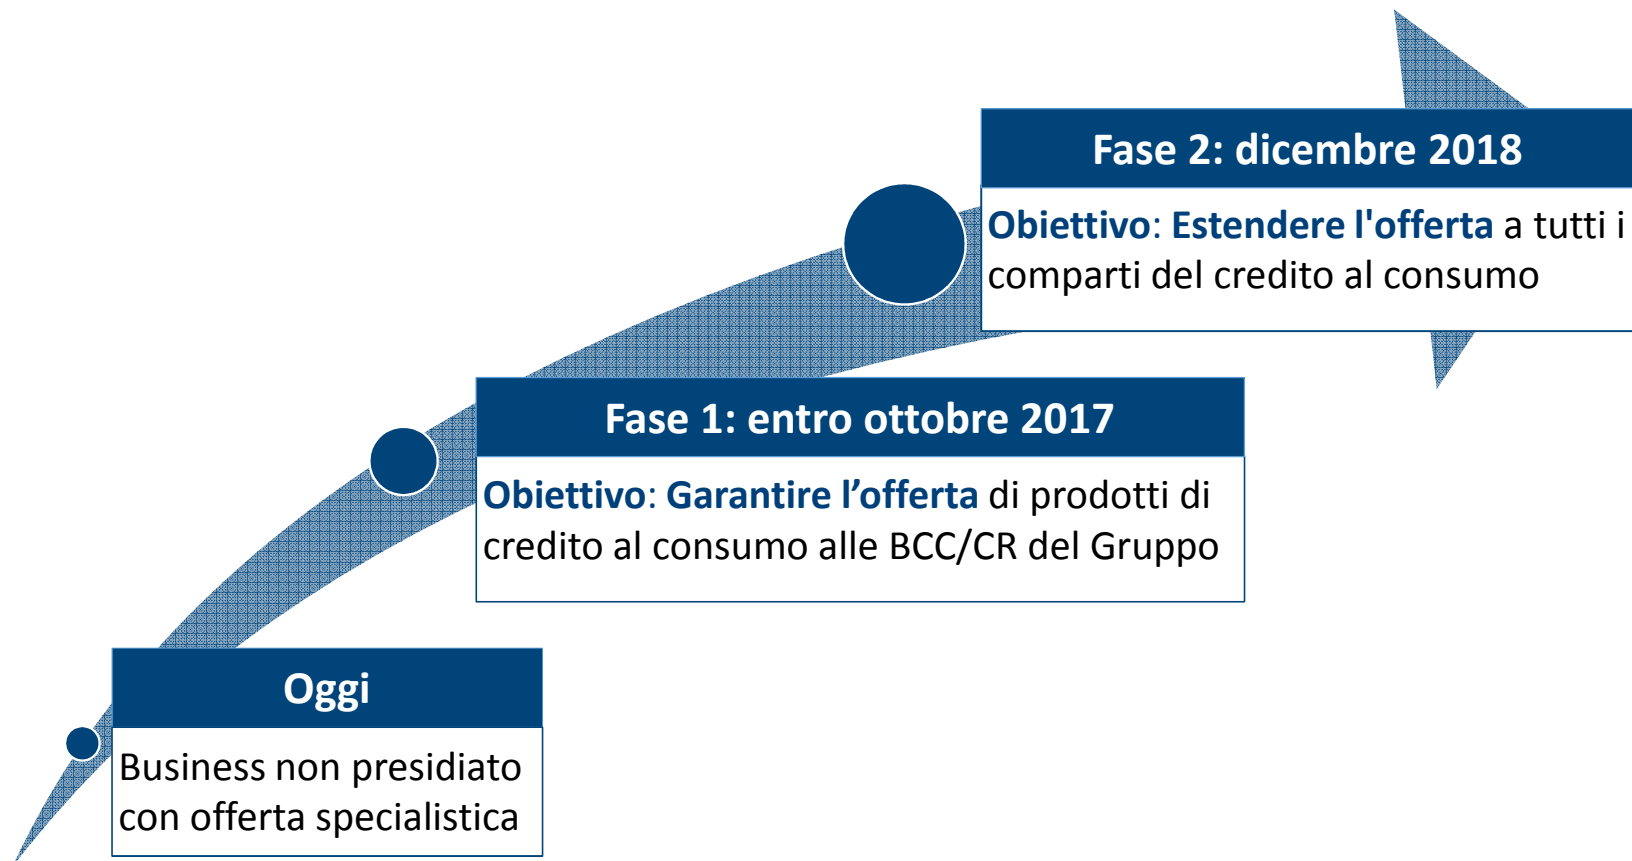 Fase 2: dicembre 2018
Obiettivo: Estendere l'offerta a tutti i
comparti del credito al consumo
Fase 1: entro ottobre 2017
Obiettivo: Garantire l’offerta di prodotti di
credito al consumo alle BCC/CR del Gruppo
Oggi
Business non presidiato
con offerta specialistica